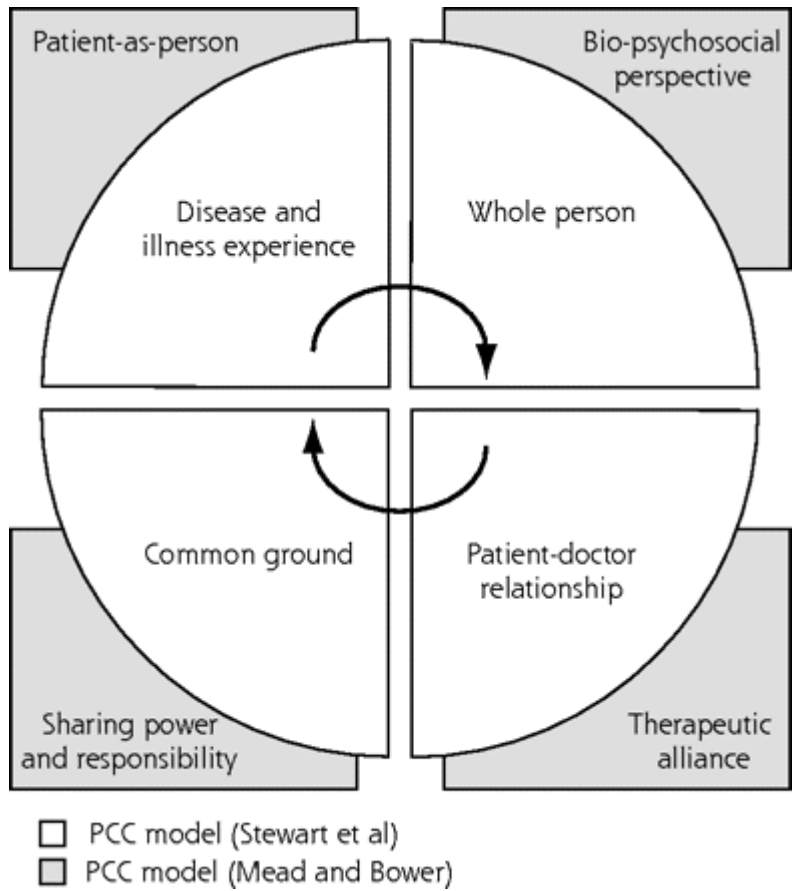 Patient-as-person
Bio-psychosocial
perspective
Disease and
illness experience
Whole person
Common ground
Patient-doctor
relationship
Sharing power
and responsibility
Therapeutic
alliance
PCC model (Stewart et al)
PCC model (Mead and Bower)